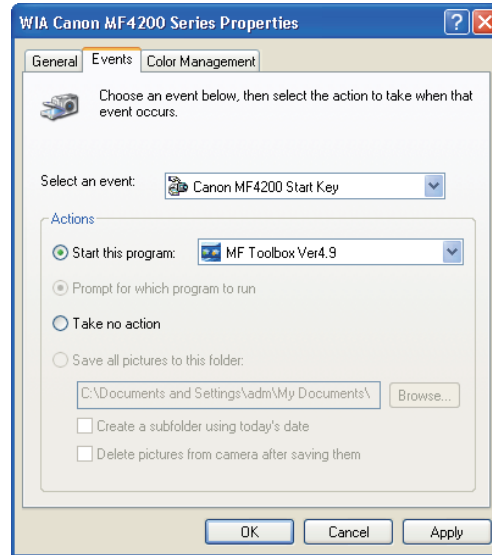 WIA Canon MF4200 Series Properties
General Events Color Management
Choose an event below, then select the action to take when that
event occurs.
Select an event: Canon MF4200 Start Key
Actions
Start this program: MF Toolbox Ver4.9
Prompt for which program to run
Take no action
Save all pictures to this folder:
C:\Documents and Settings\adm\My Documents\ Browse...
Create a subfolder using today's date
Delete pictures from camera after saving them
OK Cancel Apply